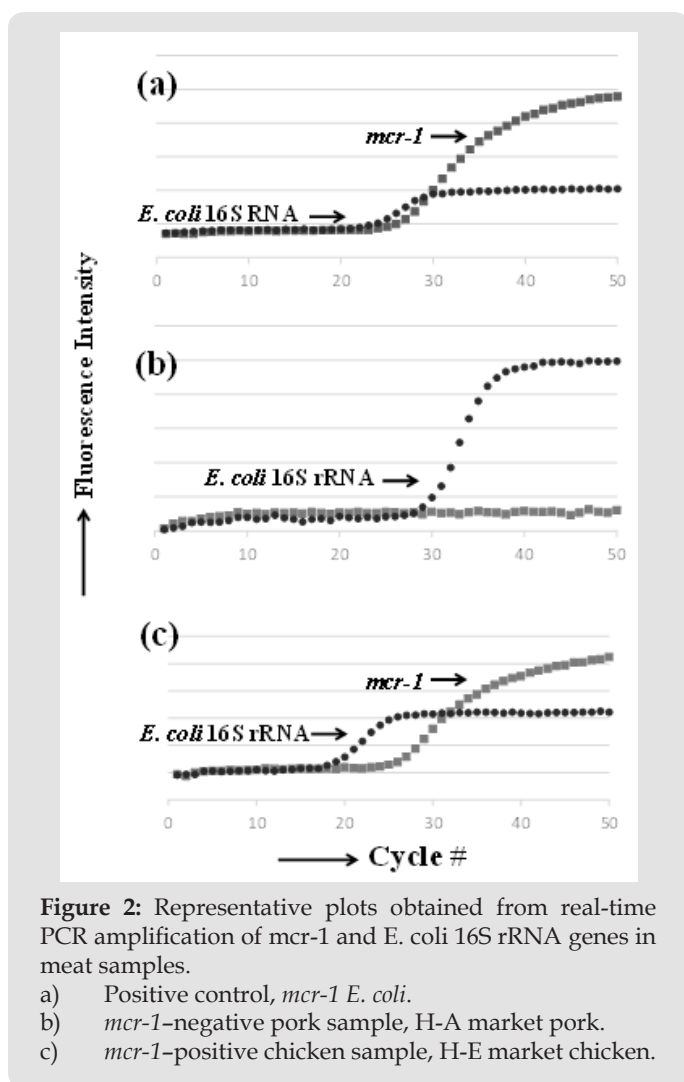 (a)
mcr-1
E. coli 16S RNA
0 10 20 30 40 50
Fluorescence Intensity
(b)
E. coli 16S rRNA
0 10 20 30 40 50
(c)
mcr-1
E. coli 16S rRNA
0 10 20 30 40 50
Cycle #
Figure 2: Representative plots obtained from real-time
PCR amplification of mcr-1 and E. coli 16S rRNA genes in
meat samples.
a) Positive control, mcr-1 E. coli.
b) mcr-1–negative pork sample, H-A market pork.
c) mcr-1–positive chicken sample, H-E market chicken.